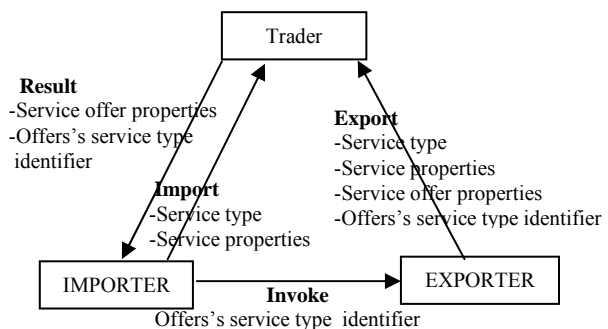 Trader
Result
-Service offer properties
-Offers's service type
identifier
Export
-Service type
-Service properties
-Service offer properties
-Offers's service type identifier
Import
-Service type
-Service properties
IMPORTER
EXPORTER
Invoke
Offers's service type identifier